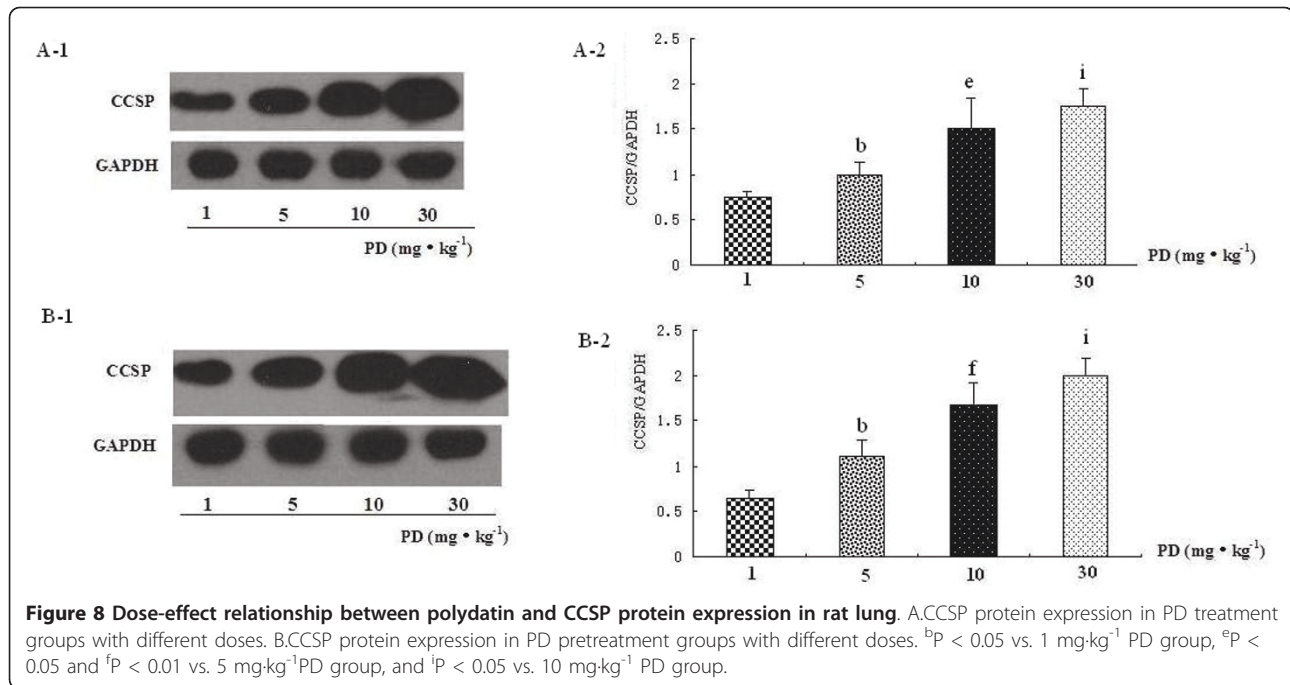 A-1
CCSP
GAPDH
1 5 10 30
PD (mg • kg⁻¹)
A-2
CCSP/GAPDH
2.5
2
1.5
1
0.5
0
b
e
i
1 5 10 30
PD (mg • kg⁻¹)
B-1
CCSP
GAPDH
1 5 10 30
PD (mg • kg⁻¹)
B-2
CCSP/GAPDH
2.5
2
1.5
1
0.5
0
b
f
i
1 5 10 30
PD (mg • kg⁻¹)
Figure 8 Dose-effect relationship between polydatin and CCSP protein expression in rat lung. A.CCSP protein expression in PD treatment
groups with different doses. B.CCSP protein expression in PD pretreatment groups with different doses. ᵇP < 0.05 vs. 1 mg·kg⁻¹ PD group, ᵉP <
0.05 and ᶠP < 0.01 vs. 5 mg·kg⁻¹PD group, and ⁱP < 0.05 vs. 10 mg·kg⁻¹ PD group.